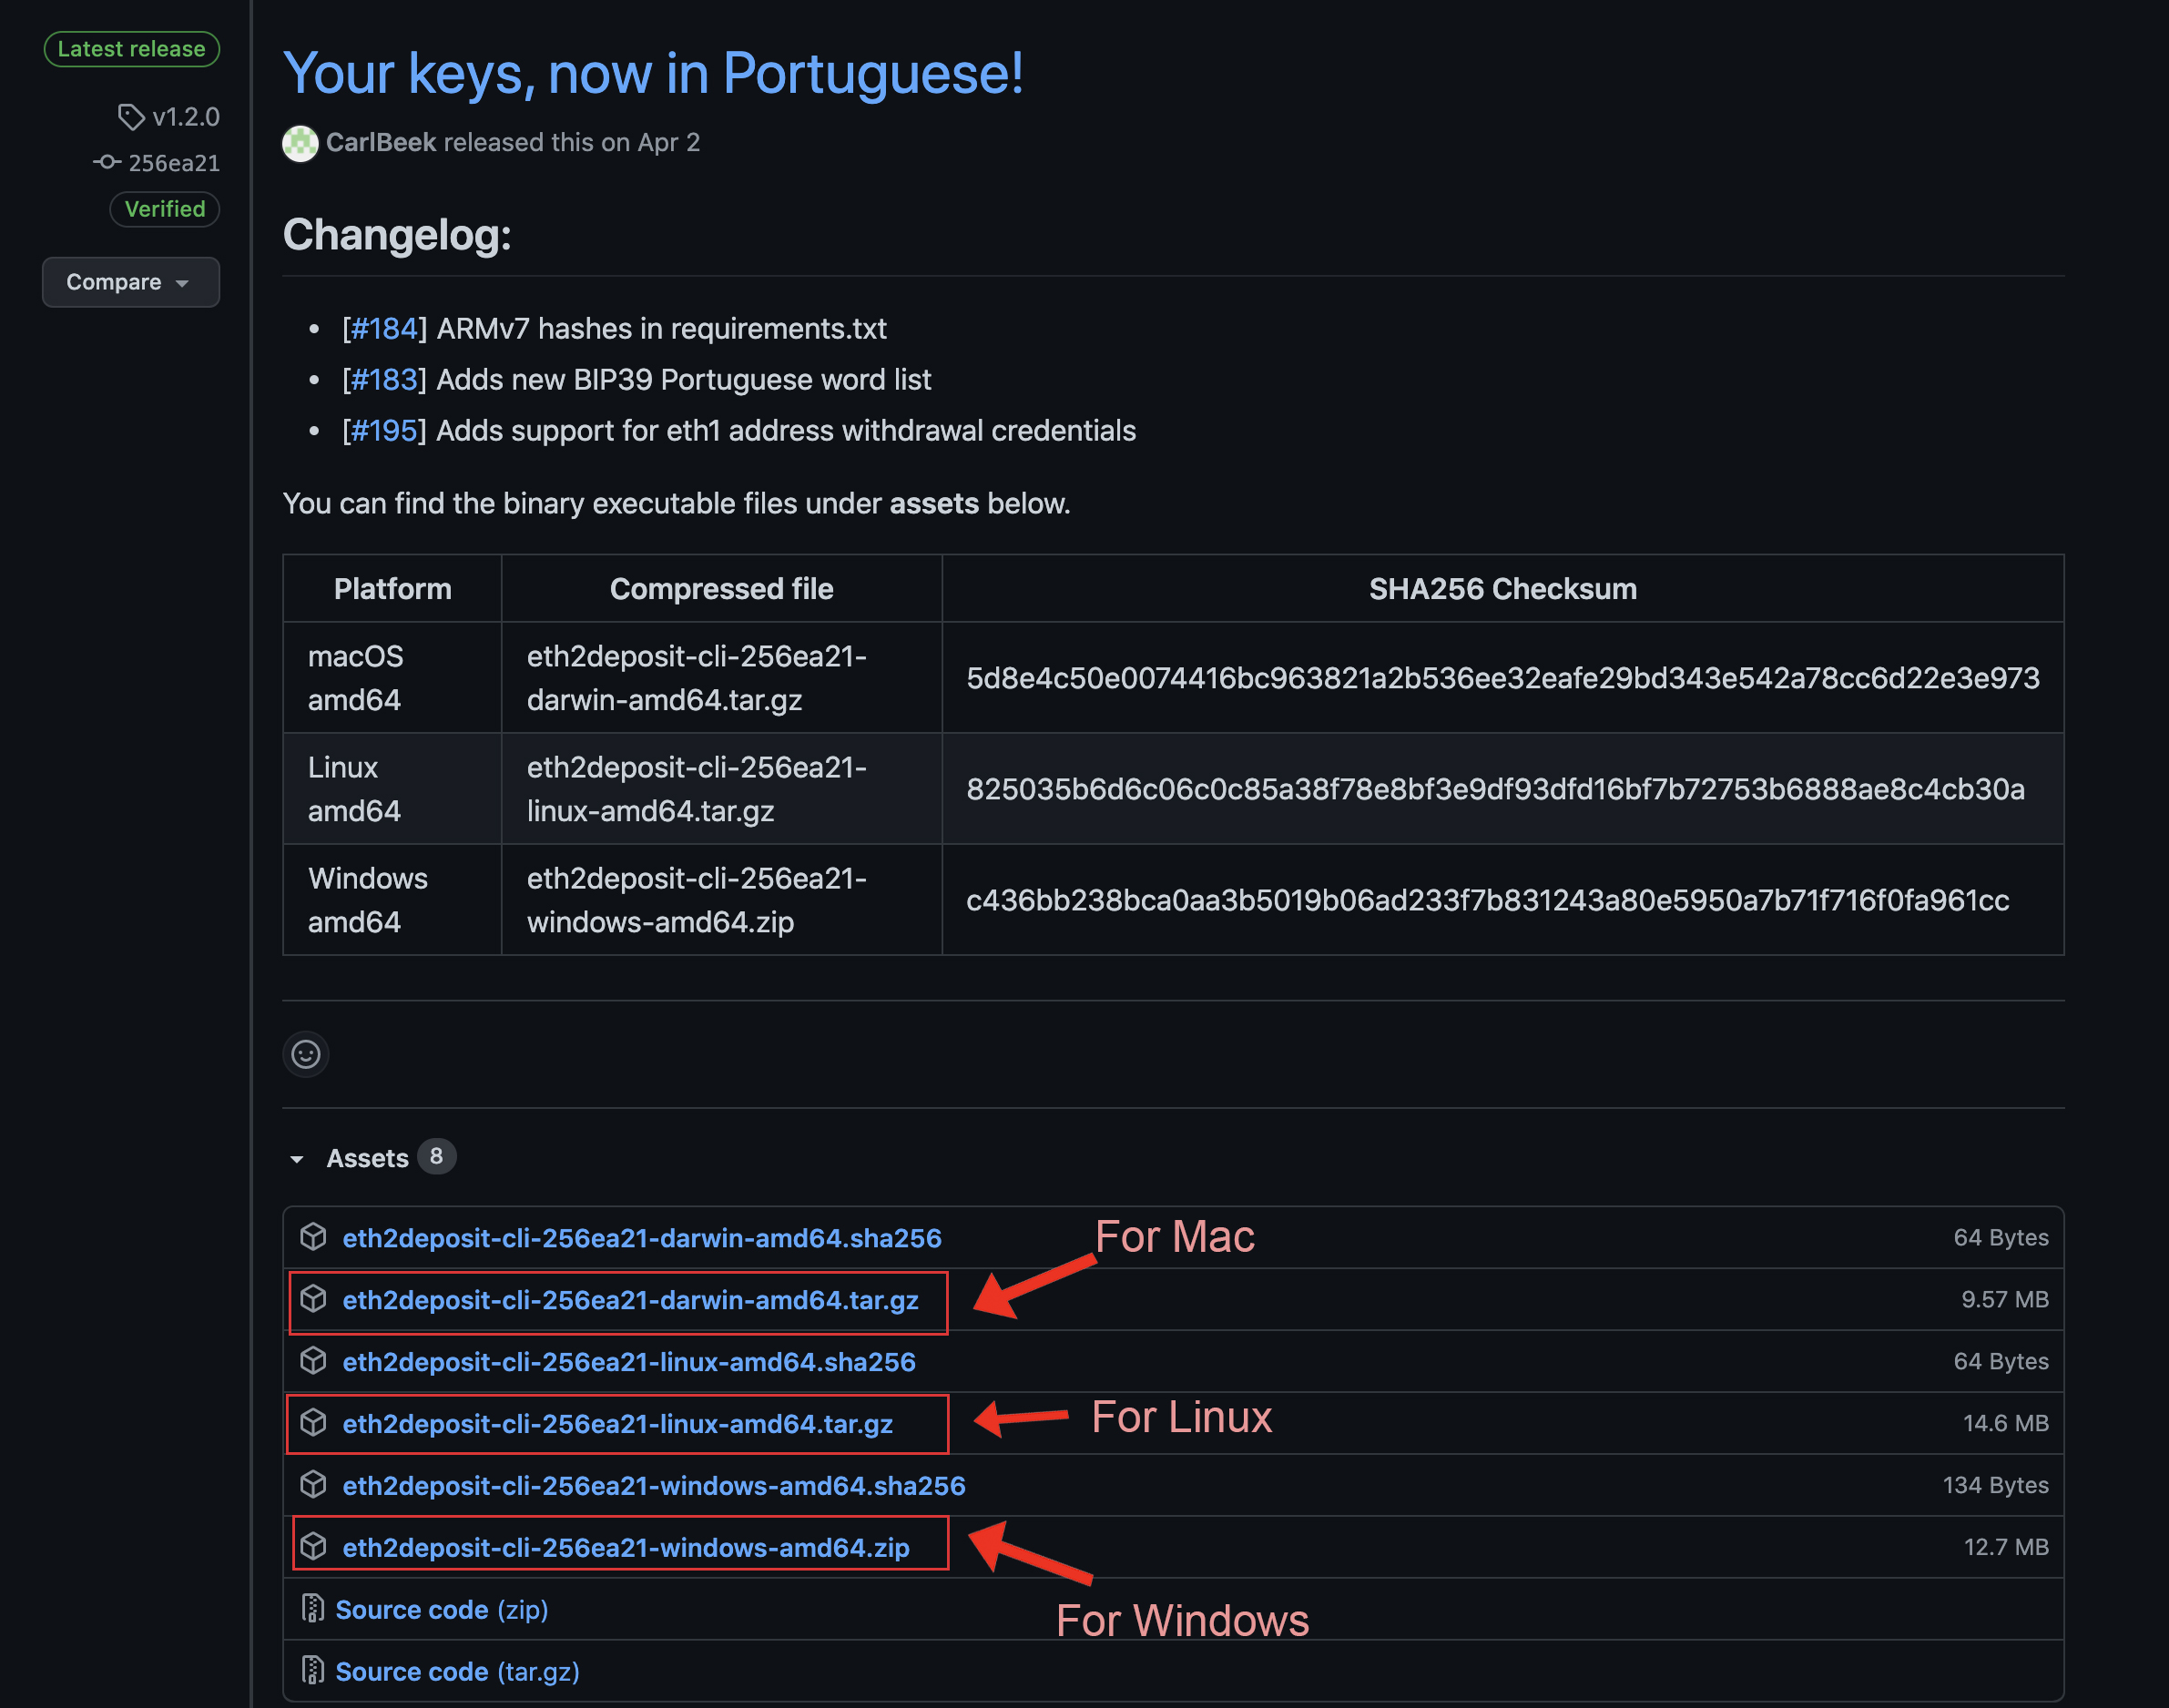 Latest release
v1.2.0
256ea21
Verified
Compare
Your keys, now in Portuguese!
CarlBeek released this on Apr 2
Changelog:
[#184] ARMv7 hashes in requirements.txt
[#183] Adds new BIP39 Portuguese word list
[#195] Adds support for eth1 address withdrawal credentials
You can find the binary executable files under assets below.
Platform Compressed file SHA256 Checksum
macOS amd64 eth2deposit-cli-256ea21-darwin-amd64.tar.gz 5d8e4c50e0074416bc963821a2b536ee32eafe29bd343e542a78cc6d22e3e973
Linux amd64 eth2deposit-cli-256ea21-linux-amd64.tar.gz 825035b6d6c06c0c85a38f78e8bf3e9df93dfd16bf7b72753b6888ae8c4cb30a
Windows amd64 eth2deposit-cli-256ea21-windows-amd64.zip c436bb238bca0aa3b5019b06ad233f7b831243a80e5950a7b71f716f0fa961cc
Assets 8
eth2deposit-cli-256ea21-darwin-amd64.sha256 For Mac 64 Bytes
eth2deposit-cli-256ea21-darwin-amd64.tar.gz 9.57 MB
eth2deposit-cli-256ea21-linux-amd64.sha256 64 Bytes
eth2deposit-cli-256ea21-linux-amd64.tar.gz For Linux 14.6 MB
eth2deposit-cli-256ea21-windows-amd64.sha256 134 Bytes
eth2deposit-cli-256ea21-windows-amd64.zip 12.7 MB
Source code (zip) For Windows
Source code (tar.gz)